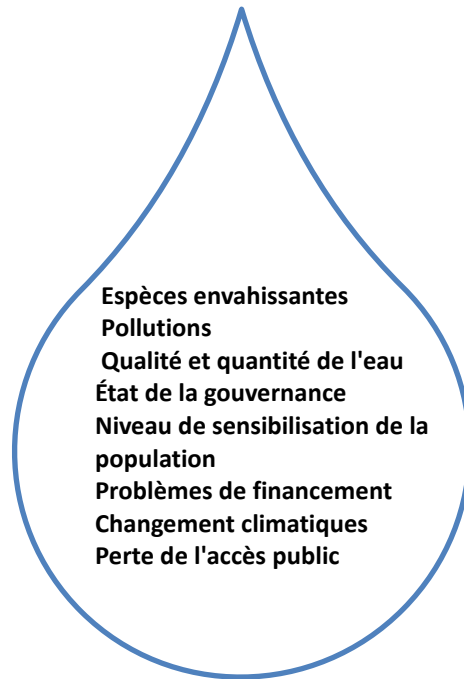 Espèces envahissantes
Pollutions
Qualité et quantité de l'eau
État de la gouvernance
Niveau de sensibilisation de la
population
Problèmes de financement
Changement climatiques
Perte de l'accès public